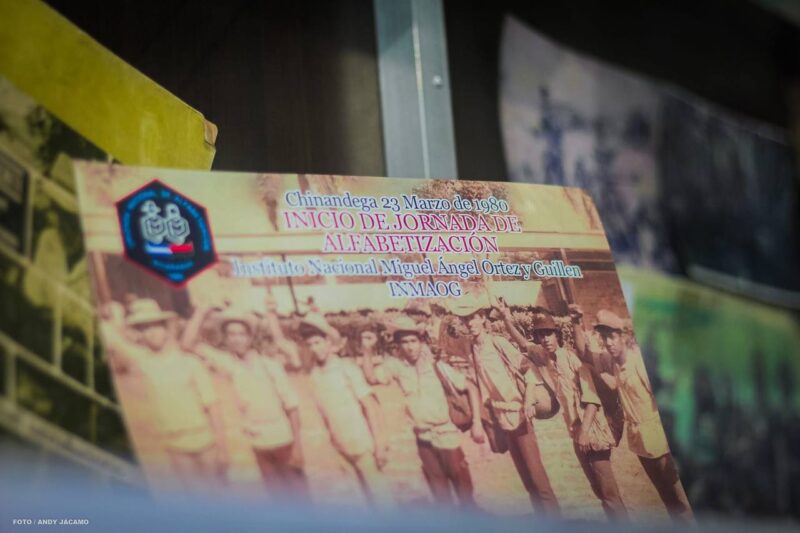 Chinandega 23 Marzo de 1980
INICIO DE JORNADA DE
ALFABETIZACIÓN
Instituto Nacional Miguel Ángel Ortez y Guillen
INMAOG
FOTO / ANDY JACAMO